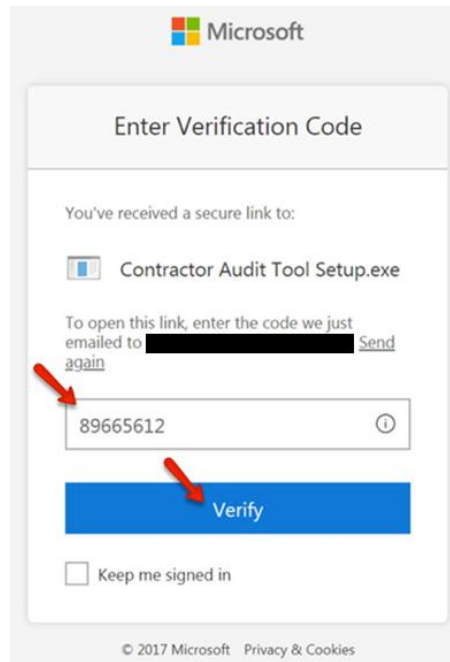 Microsoft
Enter Verification Code
You've received a secure link to:
Contractor Audit Tool Setup.exe
To open this link, enter the code we just
emailed to Send
again
89665612
Verify
Keep me signed in
© 2017 Microsoft Privacy & Cookies